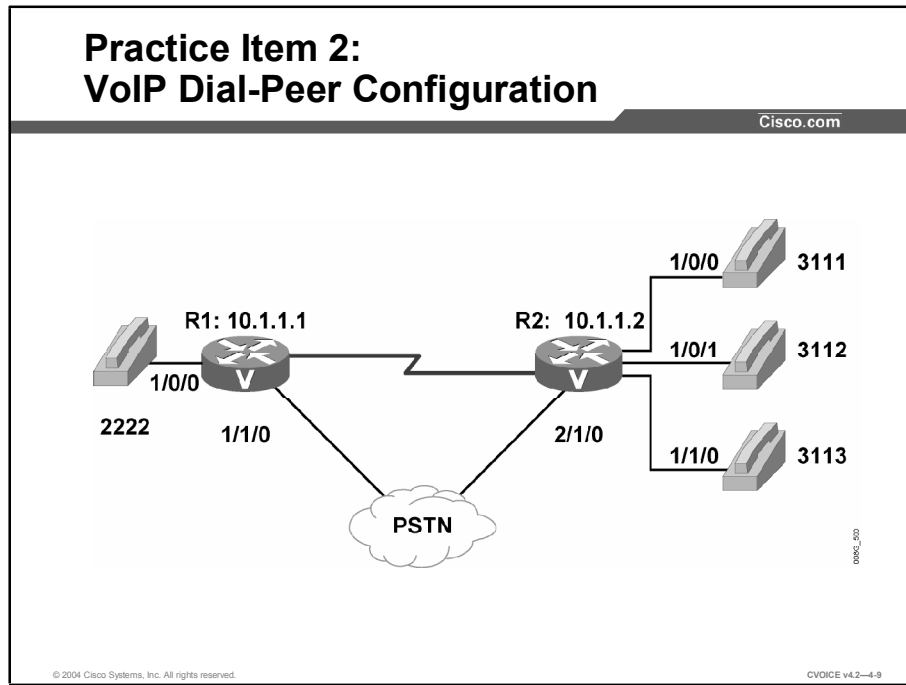 Practice Item 2:
VoIP Dial-Peer Configuration
Cisco.com
1/0/0
3111
R1: 10.1.1.1
R2: 10.1.1.2
1/0/1
3112
V
V
1/0/0
2222
1/1/0
2/1/0
1/1/0
3113
PSTN
© 2004 Cisco Systems, Inc. All rights reserved.
CVOICE v4.2—4-9